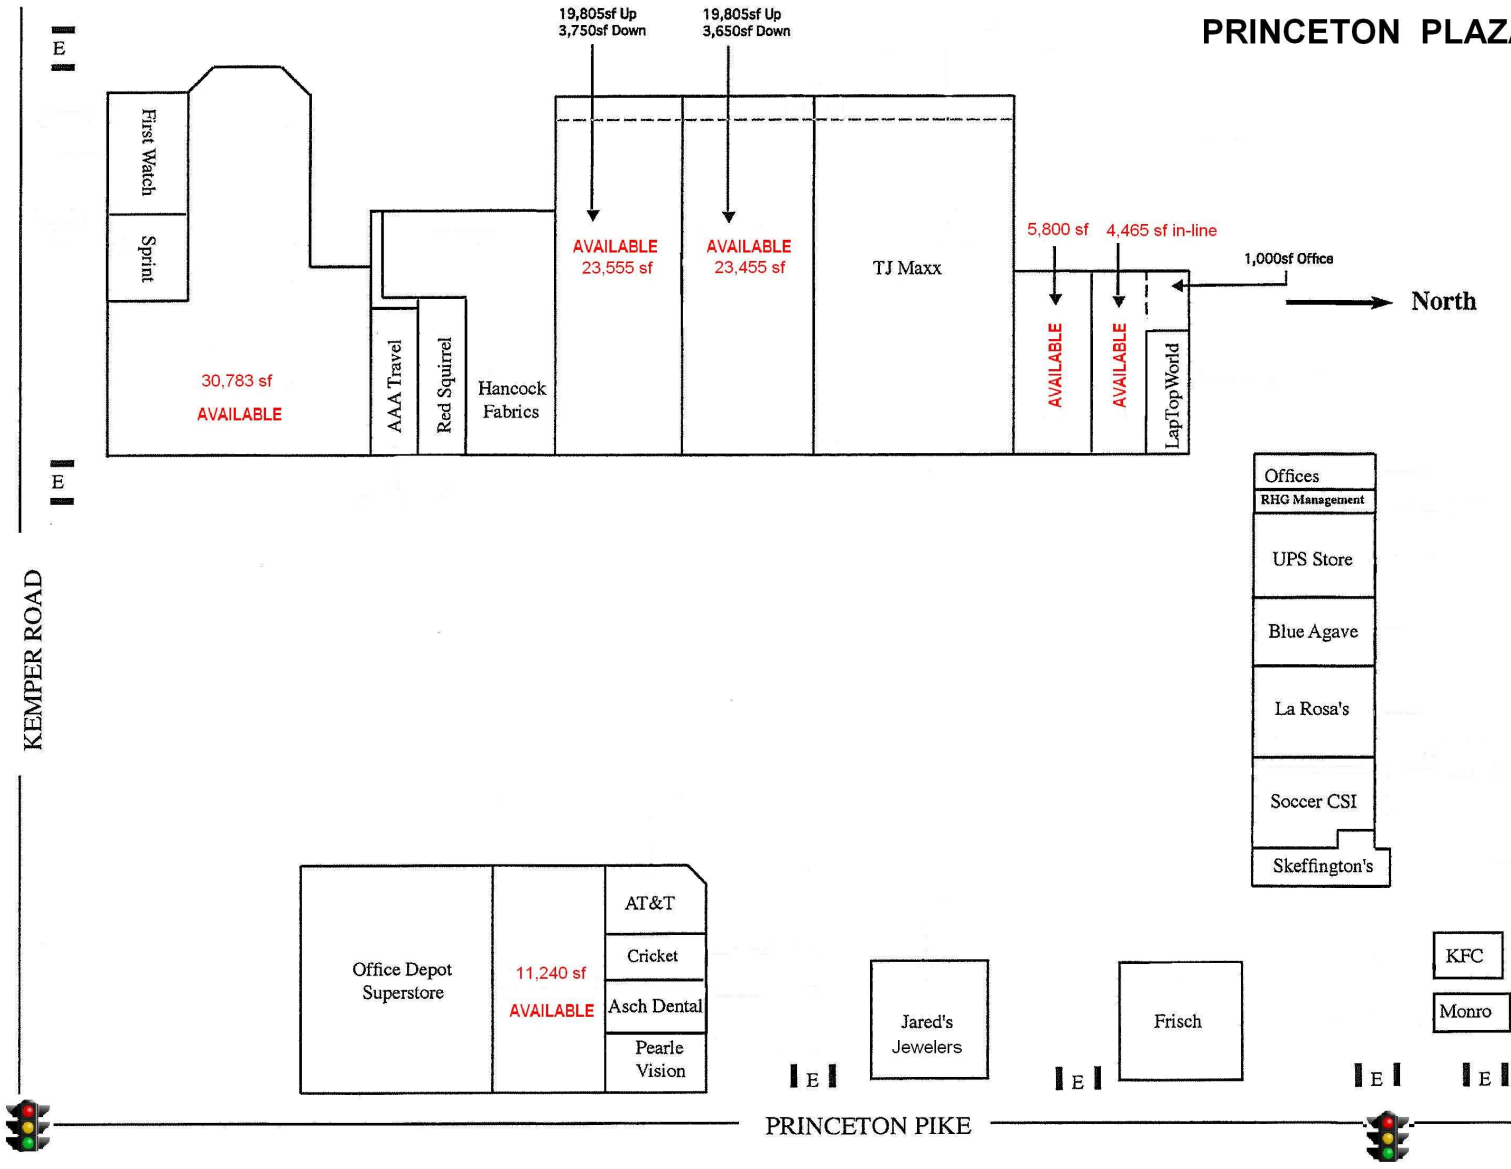 19,805sf Up
3,750sf Down
19,805sf Up
3,650sf Down
PRINCETON PLAZA
E
First Watch
Sprint
30,783 sf
AVAILABLE
AAA Travel
Red Squirrel
Hancock
Fabrics
AVAILABLE
23,555 sf
AVAILABLE
23,455 sf
TJ Maxx
5,800 sf
AVAILABLE
4,465 sf in-line
AVAILABLE
1,000sf Office
LapTopWorld
North
E
Offices
RHG Management
UPS Store
Blue Agave
La Rosa's
Soccer CSI
Skeffington's
KEMPER ROAD
Office Depot
Superstore
11,240 sf
AVAILABLE
AT&T
Cricket
Asch Dental
Pearle
Vision
Jared's
Jewelers
Frisch
KFC
Monro
E
E
E
E
PRINCETON PIKE